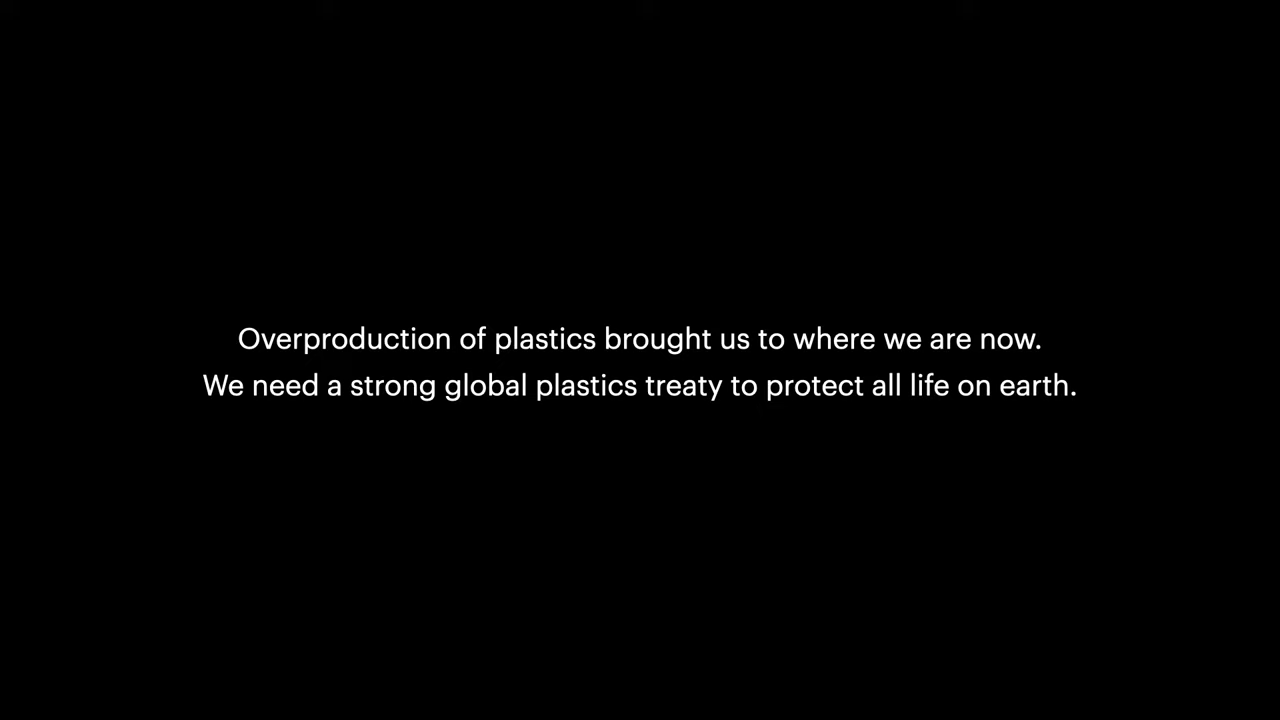 Overproduction of plastics brought us to where we are now.
We need a strong global plastics treaty to protect all life on earth.